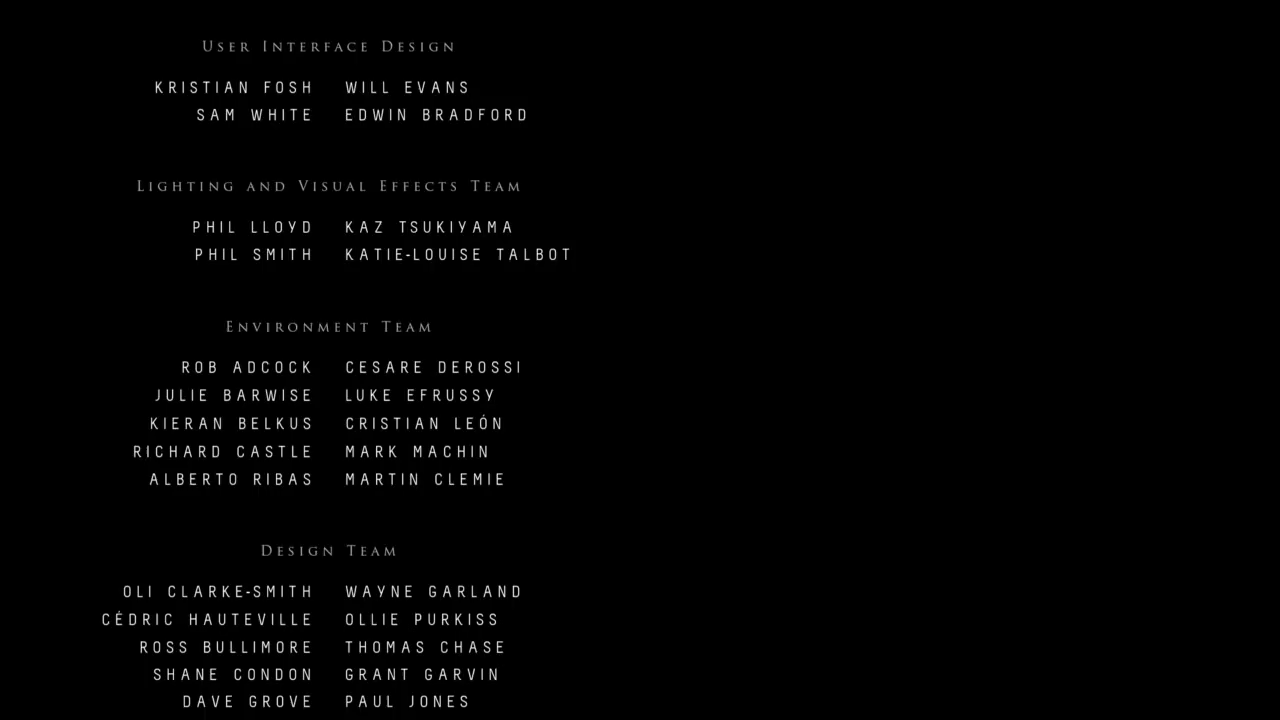 User Interface Design
KRISTIAN FOSH WILL EVANS
SAM WHITE EDWIN BRADFORD
Lighting and Visual Effects Team
PHIL LLOYD KAZ TSUKIYAMA
PHIL SMITH KATIE-LOUISE TALBOT
Environment Team
ROB ADCOCK CESARE DEROSSI
JULIE BARWISE LUKE EFRUSSY
KIERAN BELKUS CRISTIAN LEÓN
RICHARD CASTLE MARK MACHIN
ALBERTO RIBAS MARTIN CLEMIE
Design Team
OLI CLARKE-SMITH WAYNE GARLAND
CÉDRIC HAUTEVILLE OLLIE PURKISS
ROSS BULLIMORE THOMAS CHASE
SHANE CONDON GRANT GARVIN
DAVE GROVE PAUL JONES